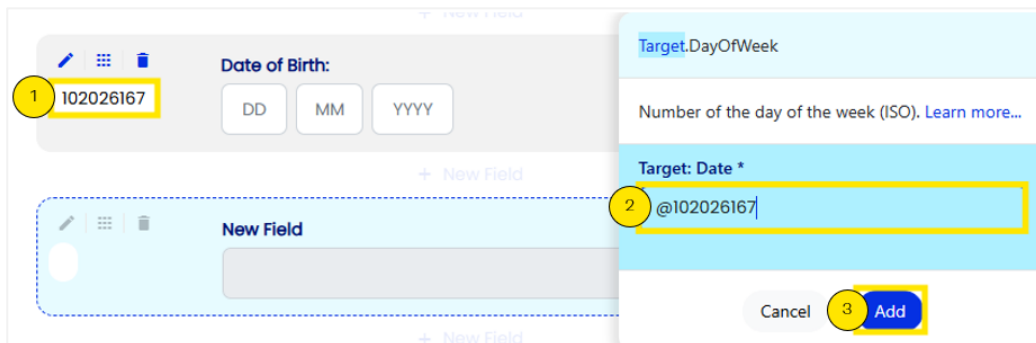 + New Field
Date of Birth:
1
102026167
DD
MM
YYYY
+ New Field
New Field
+ New Field
Target.DayOfWeek
Number of the day of the week (ISO). Learn more...
Target: Date *
2
@102026167
Cancel
3
Add